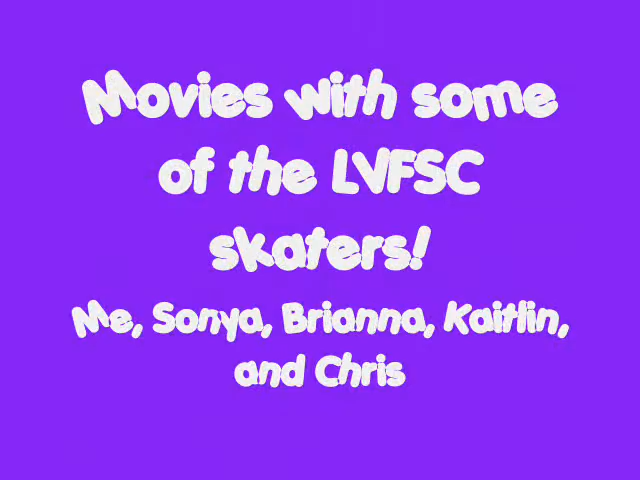 Movies with some
of the LVFSC
skaters!
Me, Sonya, Brianna, Kaitlin,
and Chris